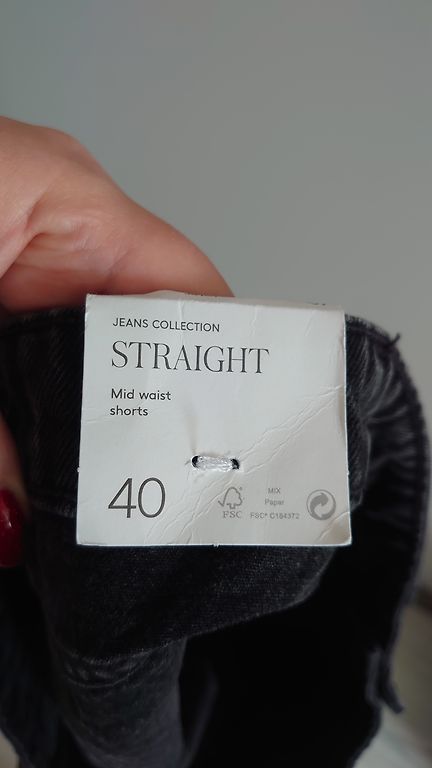 JEANS COLLECTION
STRAIGHT
Mid waist
shorts
40
FSC
MIX
Paper
FSC® C184372